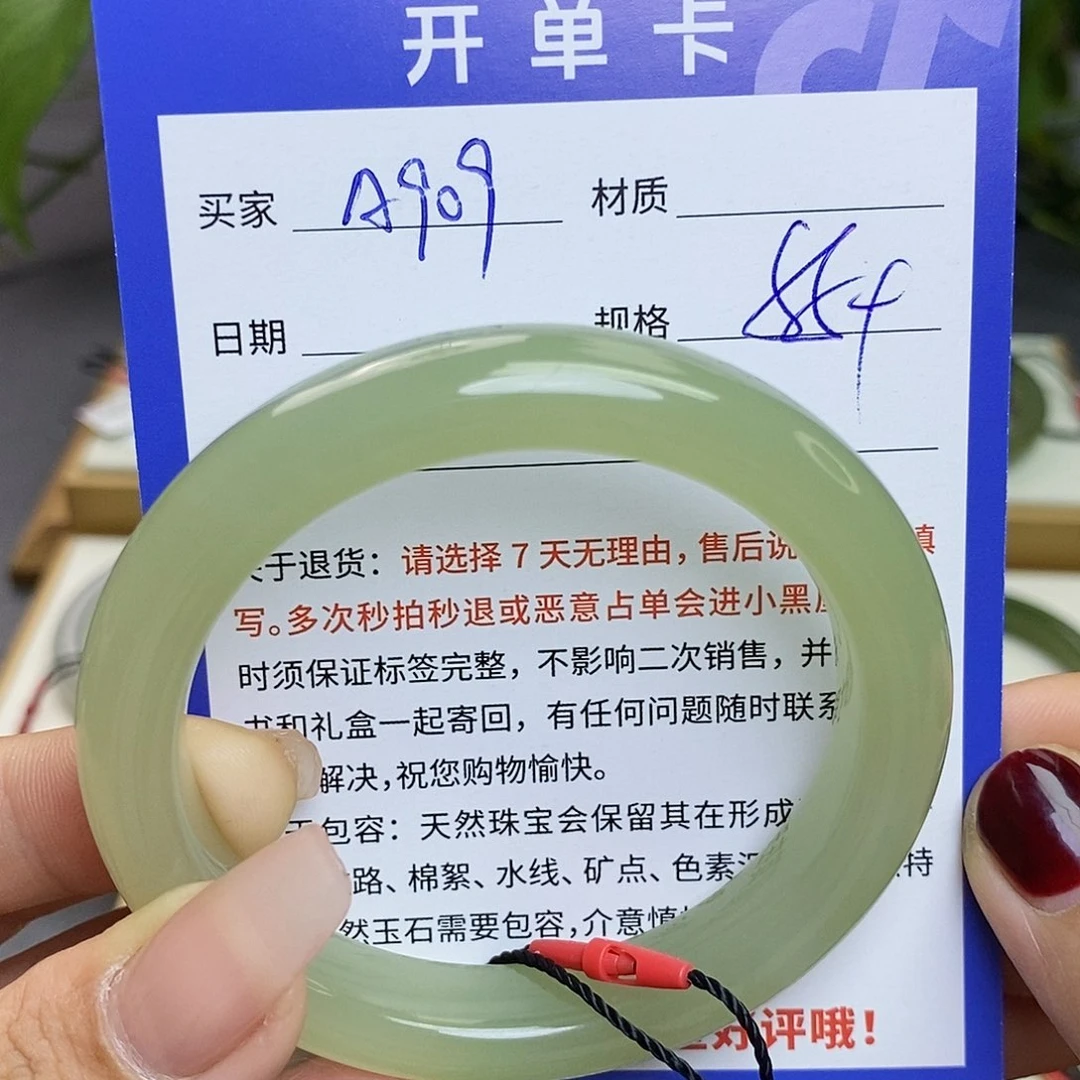 开单卡
买家 A909 材质
日期 规格
关于退货：请选择 7 天无理由，售后说 填
写。多次秒拍秒退或恶意占单会进小黑屋
时须保证标签完整，不影响二次销售，并
书和礼盒一起寄回，有任何问题随时联系
解决，祝您购物愉快。
于包容：天然珠宝会保留其在形成
路、棉絮、水线、矿点、色素 特
然玉石需要包容，介意慎
好评哦！